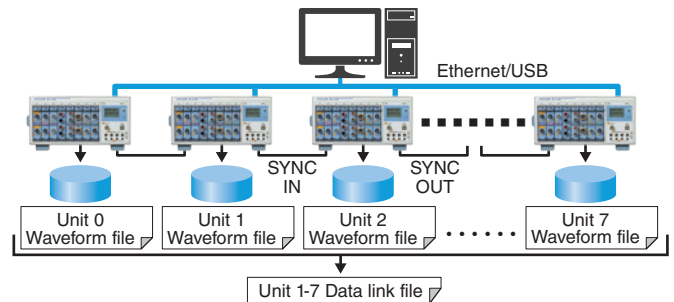 Ethernet/USB
SYNC
IN
SYNC
OUT
Unit 0
Waveform file
Unit 1
Waveform file
Unit 2
Waveform file
Unit 7
Waveform file
Unit 1-7 Data link file